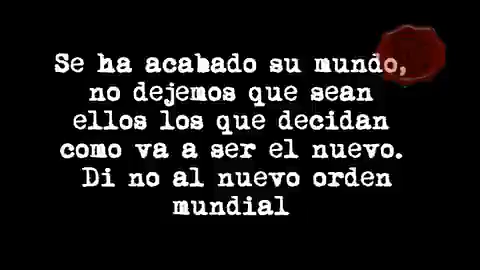 Se ha acabado su mundo,
no dejemos que sean
ellos los que decidan
como va a ser el nuevo.
Di no al nuevo orden
mundial